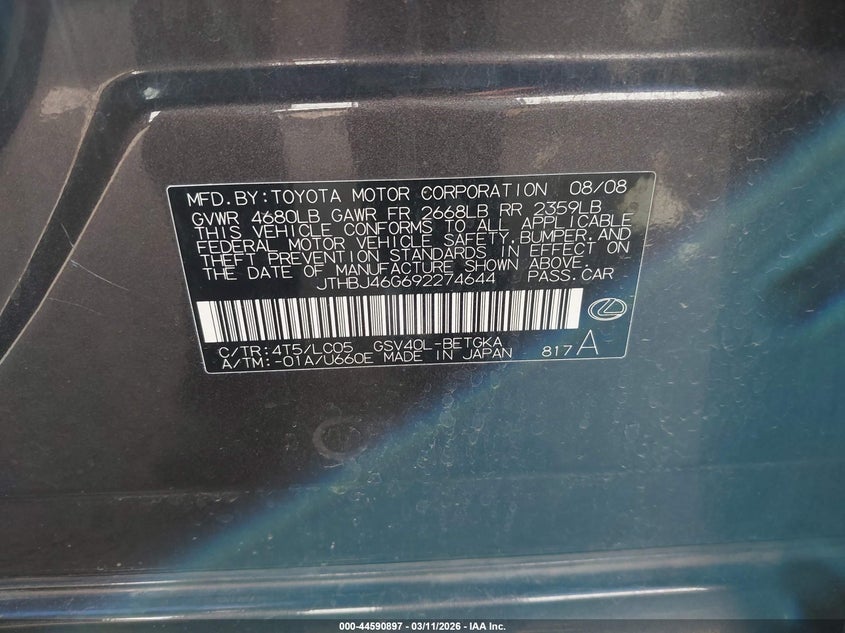 MFD.BY:TOYOTA MOTOR CORPORATION 08/08
GVWR 4680LB GAWR FR 2668LB RR 2359LB
THIS VEHICLE CONFORMS TO ALL APPLICABLE
FEDERAL MOTOR VEHICLE SAFETY,BUMPER,AND
THEFT PREVENTION STANDARDS IN EFFECT ON
THE DATE OF MANUFACTURE SHOWN ABOVE.
JTHBJ46G692274644 PASS.CAR
C/TR:4T5/LC05 GSV40L-BETGKA
A/TM:-01A/U660E MADE IN JAPAN 817A
000-44590897 - 03/11/2026 - IAA Inc.